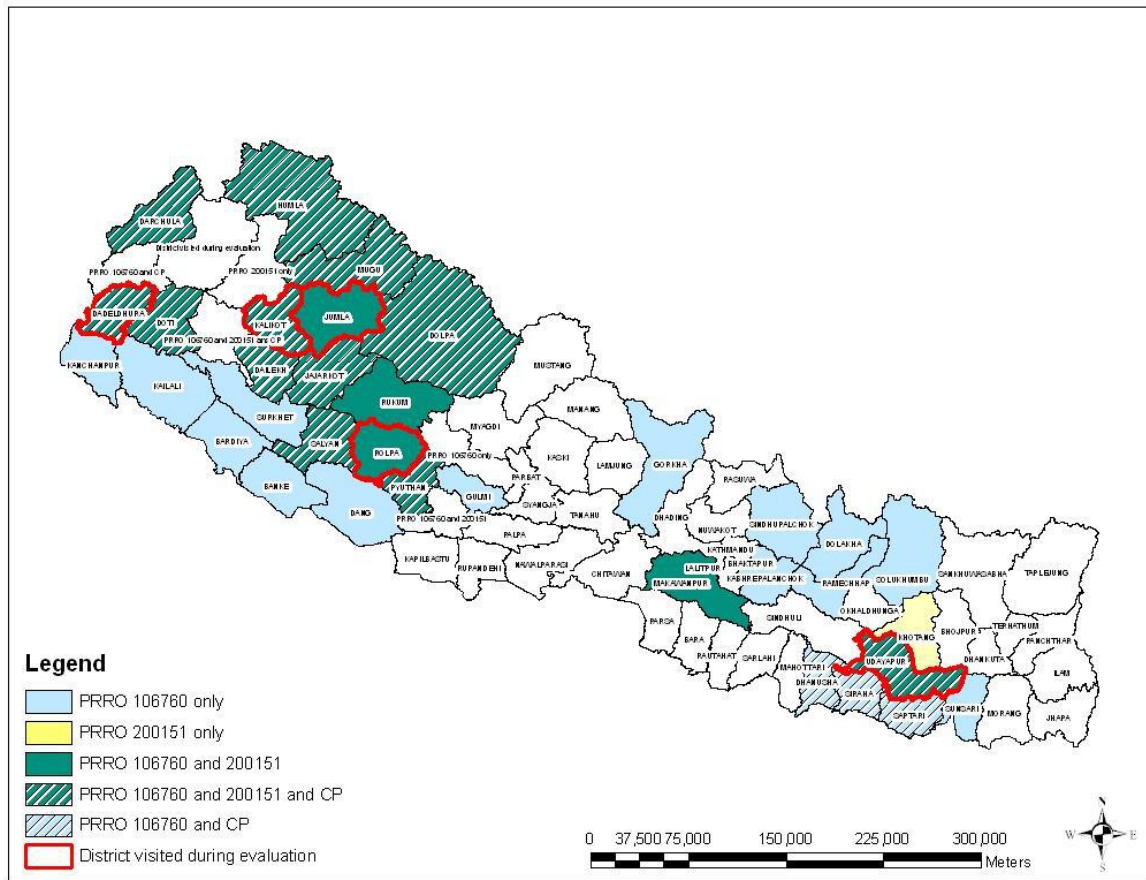 HUMLA
DARCHULA
District visited during evaluation
PRRO 106760 and CP
PRRO 200151 only
MUGU
DADELDHURA
DOTI
KALIKOT
JUMLA
DOLPA
PRRO 106760 and 200151 and CP
KANCHANPUR
DAILEKH
JAJARKOT
KAILALI
MUSTANG
SURKHET
RUKUM
MANANG
BARDIYA
SALYAN
ROLPA
MYAGDI
PRRO 106760 only
KASKI
LAMJUNG
GORKHA
BANKE
PYUTHAN
GULMI
PARBAT
RASUWA
DANG
SYANGJA
TANAHU
DHADING
NUWAKOT
SINDHUPALCHOK
PRRO 106760 and 200151
PALPA
KATHMANDU
DOLAKHA
KAPILBASTU
RUPANDEHI
NAWALPARASI
CHITAWAN
LALITPUR
BHAKTAPUR
MAKAWANPUR
KABHREPALANCHOK
RAMECHHAP
SOLUKHUMBU
SANKHUWASABHA
TAPLEJUNG
PARSA
BARA
RAUTAHAT
SARLAHI
SINDHULI
OKHALDHUNGA
KHOTANG
BHOJPUR
TERHATHUM
PANCHTHAR
MAHOTTARI
DHANUSHA
SIRAHA
UDAYAPUR
DHANKUTA
ILAM
SAPTARI
SUNSARI
MORANG
JHAPA
Legend
PRRO 106760 only
PRRO 200151 only
PRRO 106760 and 200151
PRRO 106760 and 200151 and CP
PRRO 106760 and CP
District visited during evaluation
0 37,500 75,000 150,000 225,000 300,000
Meters
N
W E
S